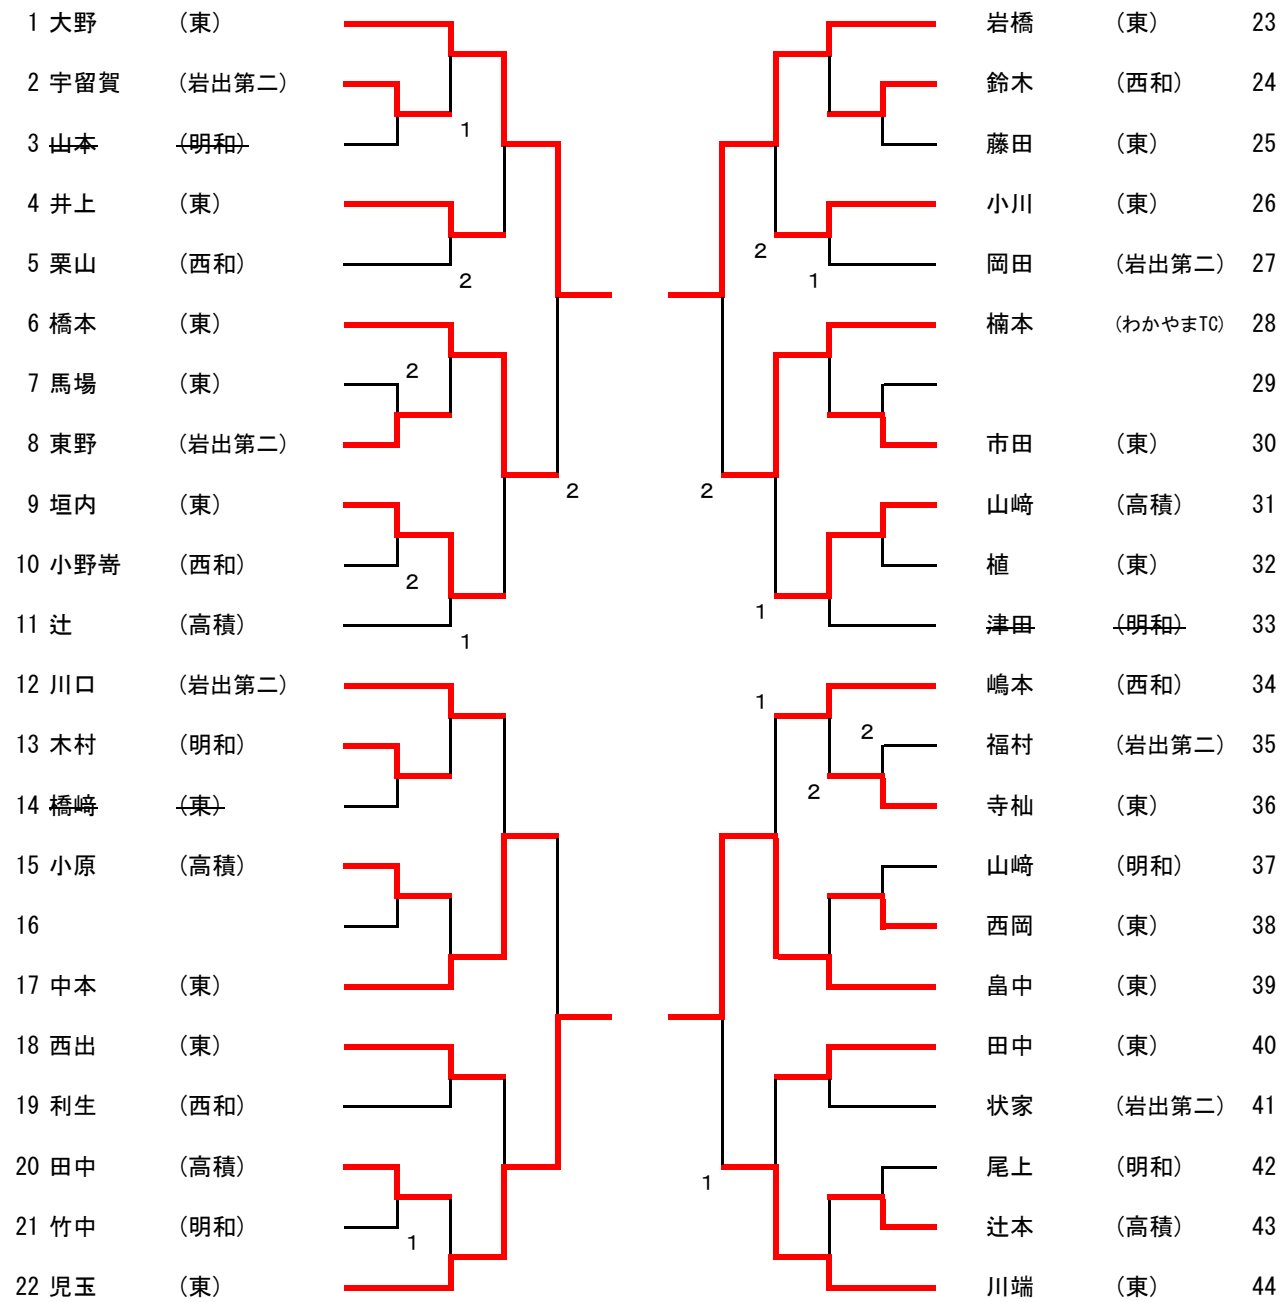 1 大野 (東) 岩橋 (東) 23
2 宇留賀 (岩出第二) 鈴木 (西和) 24
1
3 山本 (明和) 藤田 (東) 25
4 井上 (東) 小川 (東) 26
2
5 栗山 (西和) 岡田 (岩出第二) 27
2 1
6 橋本 (東) 楠本 (わかやまTC) 28
2
7 馬場 (東) 29
8 東野 (岩出第二) 市田 (東) 30
2 2
9 垣内 (東) 山﨑 (高積) 31
10 小野嵜 (西和) 植 (東) 32
2
1
11 辻 (高積) 津田 (明和) 33
1
12 川口 (岩出第二) 嶋本 (西和) 34
1
2
13 木村 (明和) 福村 (岩出第二) 35
2
14 橋﨑 (東) 寺杣 (東) 36
15 小原 (高積) 山﨑 (明和) 37
16 西岡 (東) 38
17 中本 (東) 畠中 (東) 39
18 西出 (東) 田中 (東) 40
19 利生 (西和) 状家 (岩出第二) 41
20 田中 (高積) 尾上 (明和) 42
1
21 竹中 (明和) 辻本 (高積) 43
1
22 児玉 (東) 川端 (東) 44